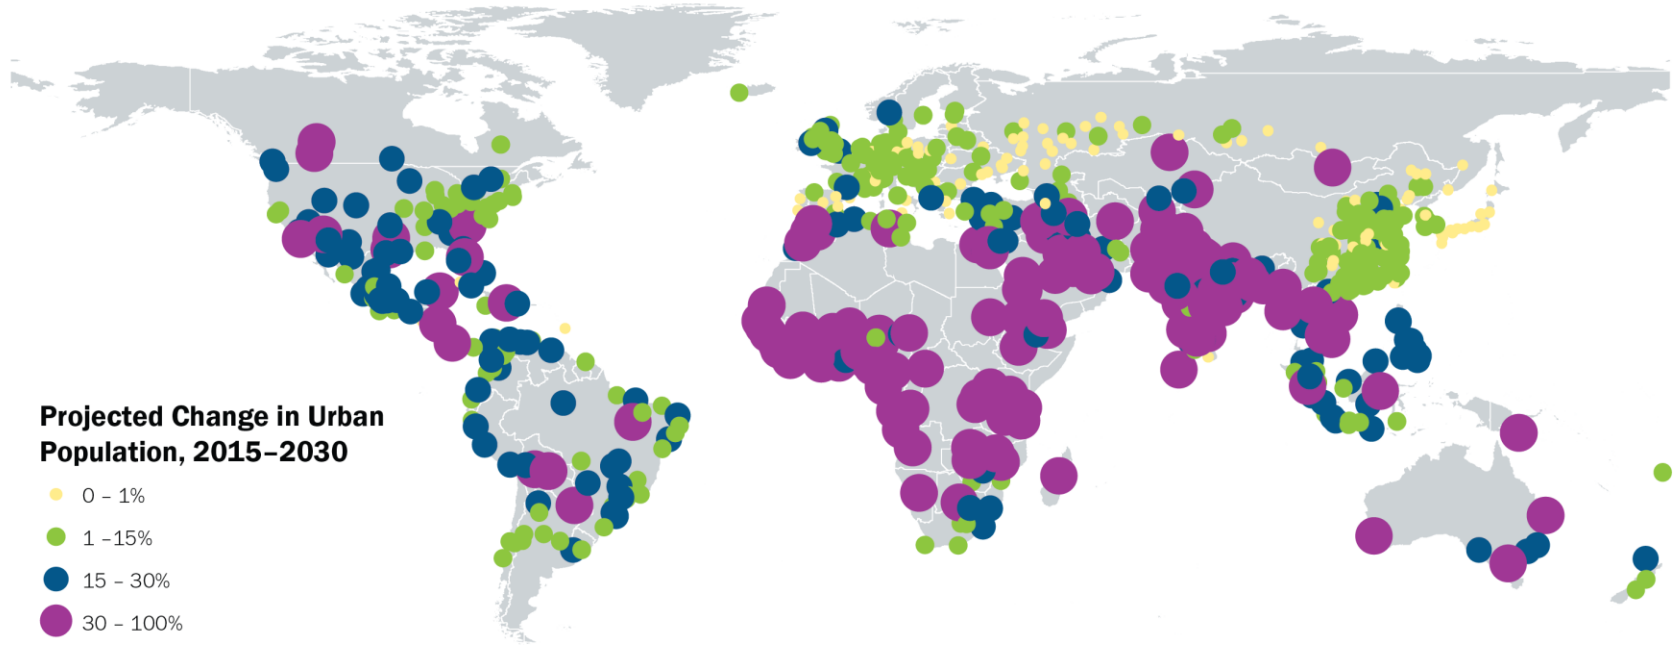 Projected Change in Urban
Population, 2015–2030
0 – 1%
1 –15%
15 – 30%
30 – 100%